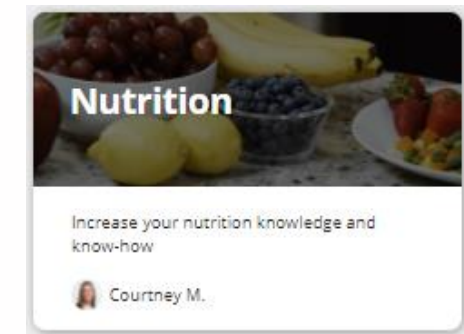 Nutrition
Increase your nutrition knowledge and
know-how
Courtney M.